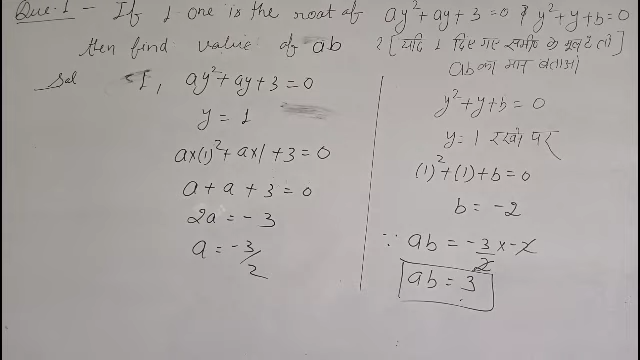 Que:1 - If 1 one is the root of ay²+ay+3=0 & y²+y+b=0
then find value of ab ? [यदि 1 दिए गए समी० के मूल है तो
ab का मान बताओ
Sol I, ay²+ay+3=0
y = 1
a×(1)²+a×1+3=0
a+a+3=0
2a = -3
a = -3/2
y²+y+b=0
y=1 रखने पर
(1)²+(1)+b=0
b = -2
∵ ab = -3/2 × -2
ab = 3